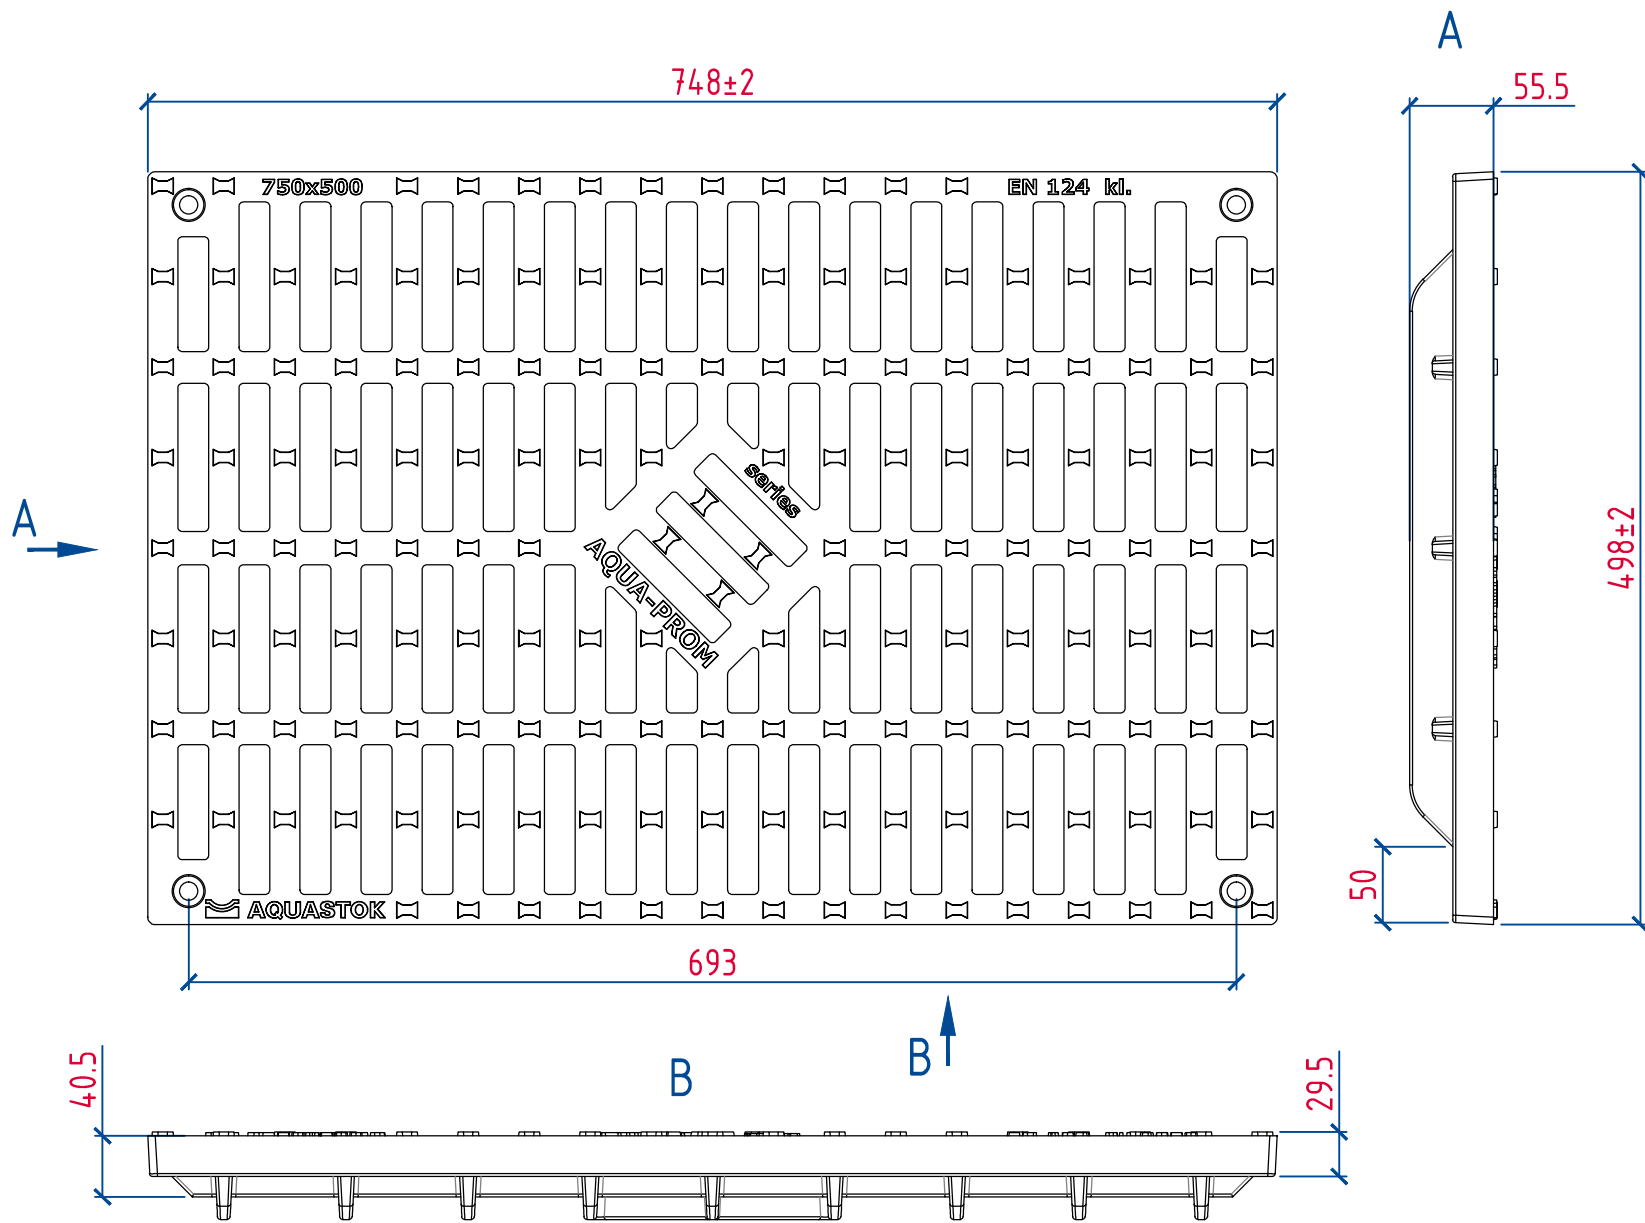 A
748±2
55.5
750x500
EN 124 kl.
series
A
AQUA-PROM
498±2
50
AQUASTOK
693
B
B
40.5
29.5